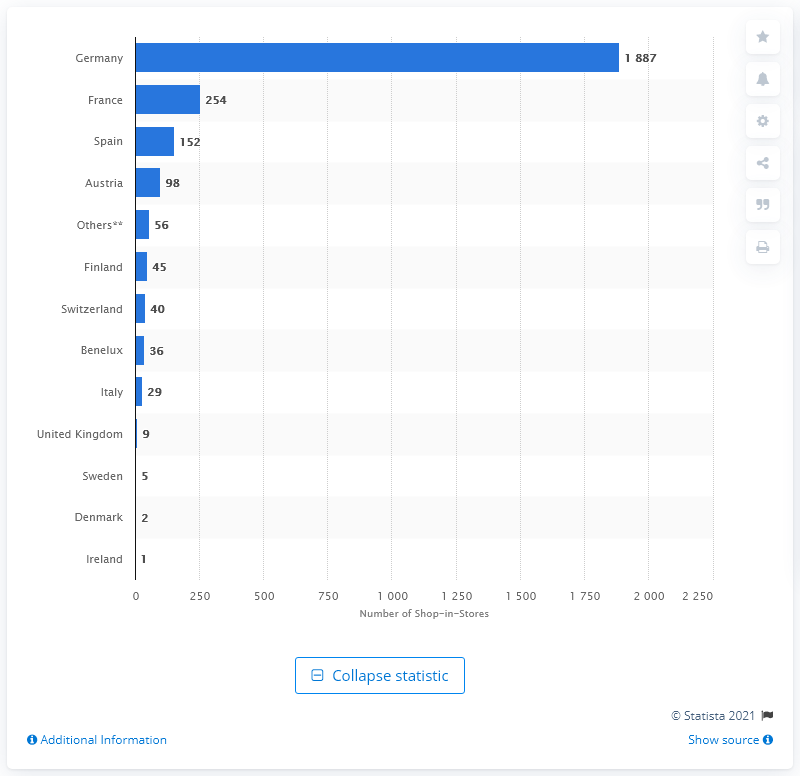 Germany 1 887
France 254
Spain 152
Austria 98
Others** 56
Finland 45
Switzerland 40
Benelux 36
Italy 29
United Kingdom 9
Sweden 5
Denmark 2
Ireland 1
0 250 500 750 1 000 1 250 1 500 1 750 2 000 2 250
Number of Shop-in-Stores
Collapse statistic
© Statista 2021
Additional Information Show source